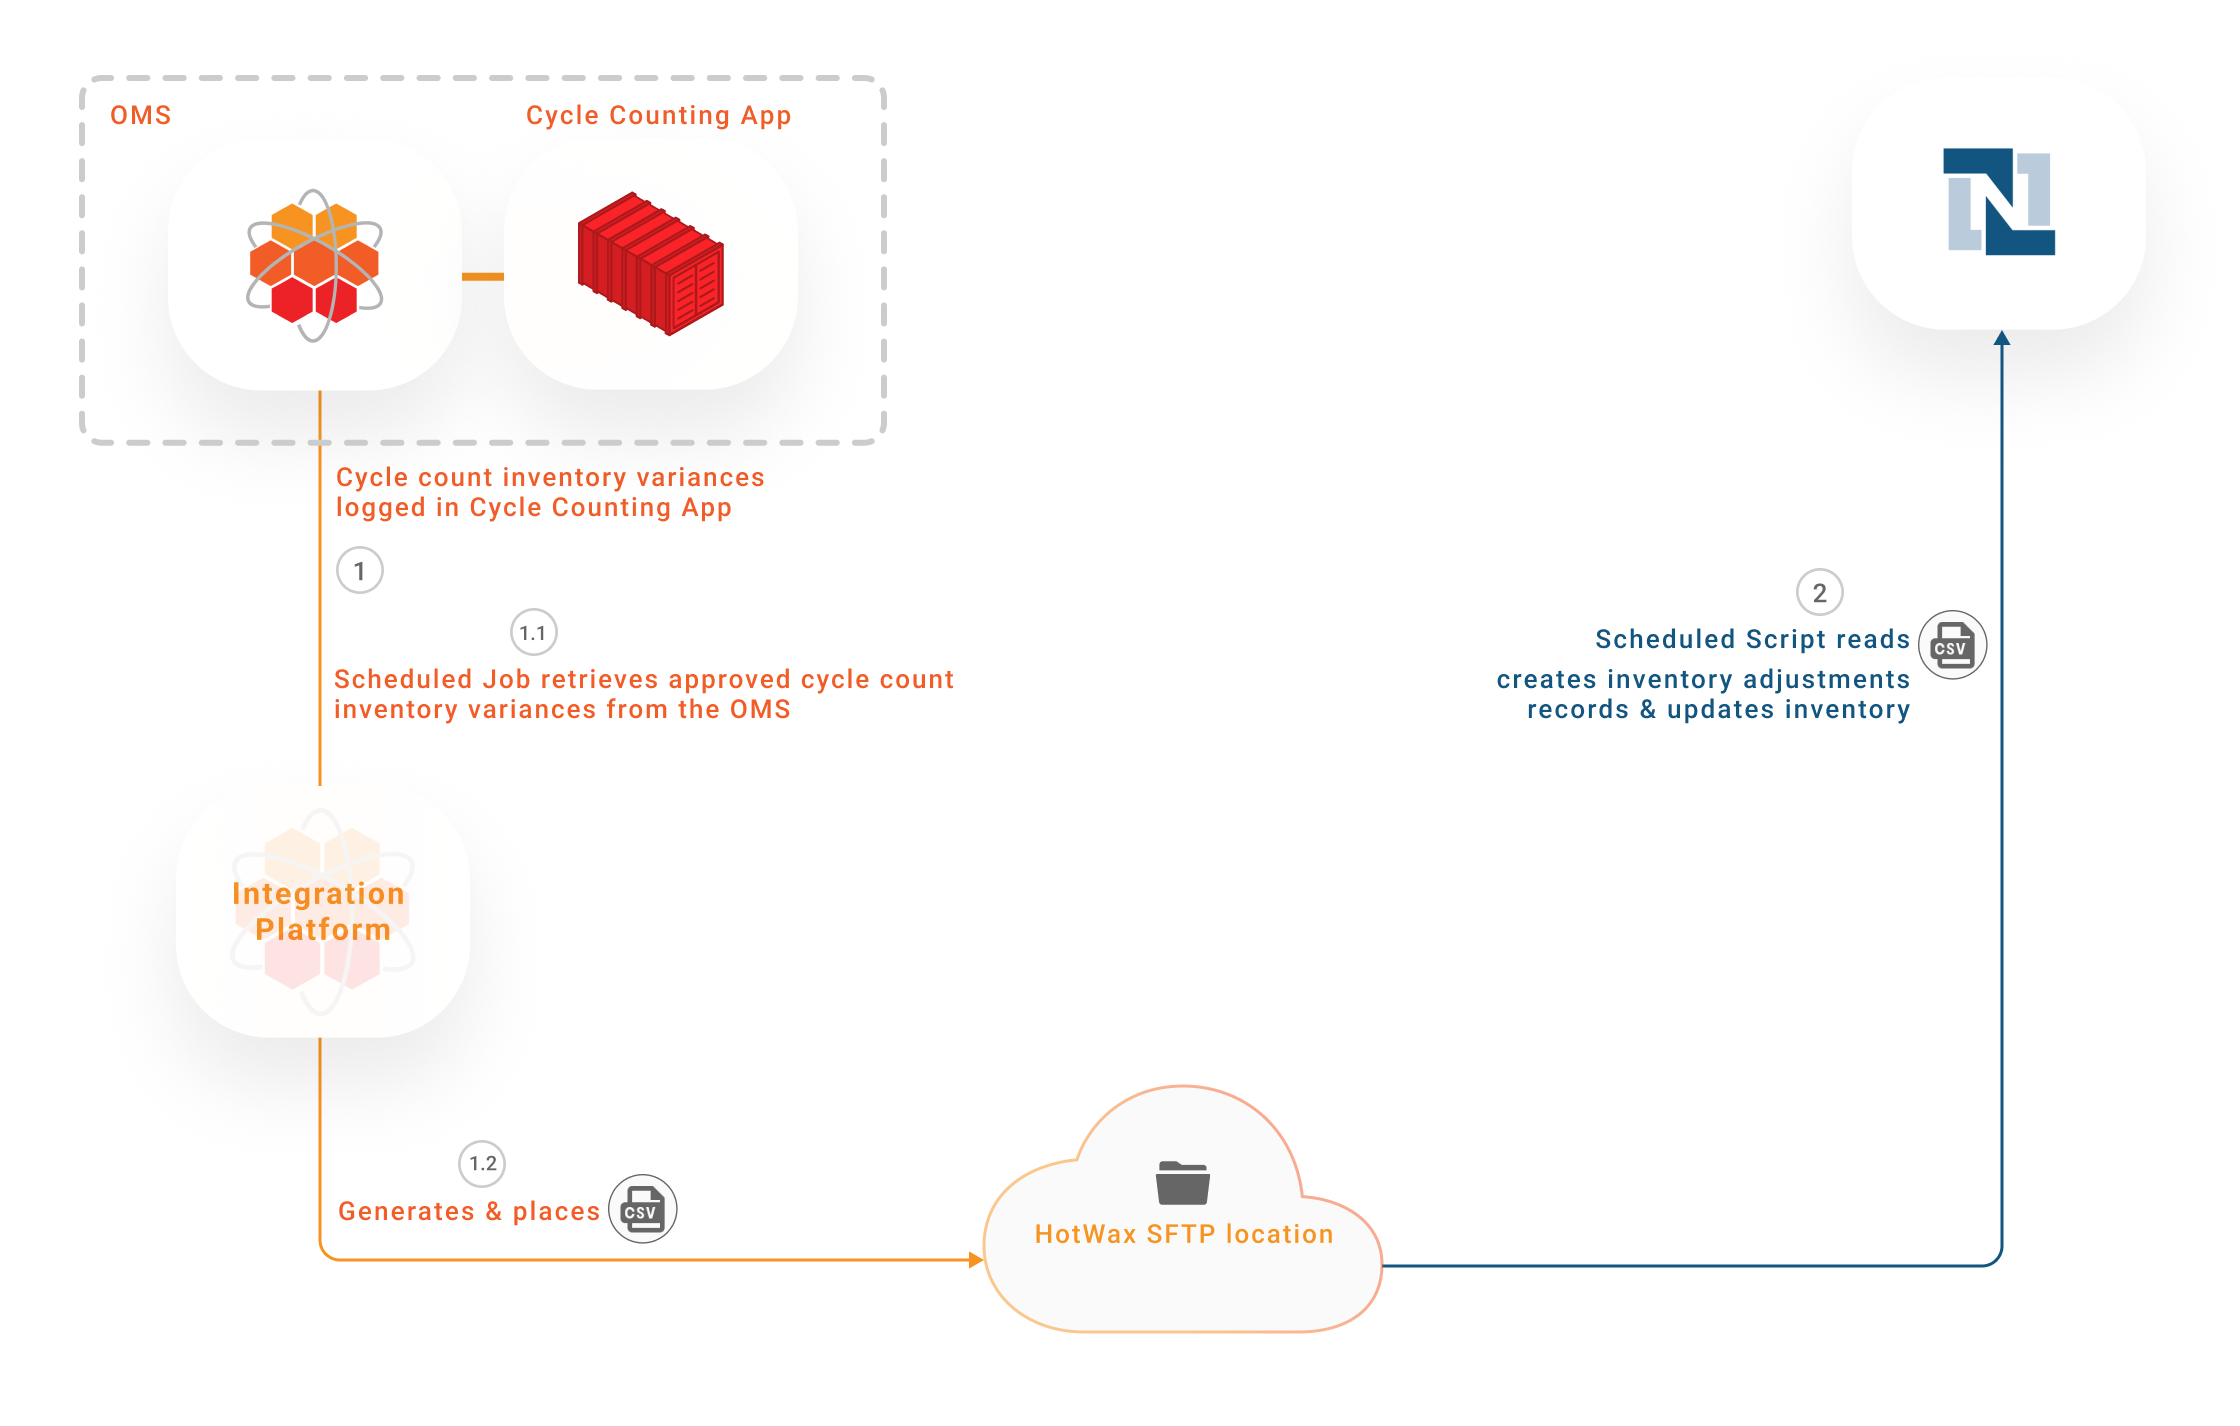 OMS
Cycle Counting App
Cycle count inventory variances
logged in Cycle Counting App
1
1.1
Scheduled Job retrieves approved cycle count
inventory variances from the OMS
Integration
Platform
1.2
Generates & places
CSV
HotWax SFTP location
2
Scheduled Script reads
CSV
creates inventory adjustments
records & updates inventory
N